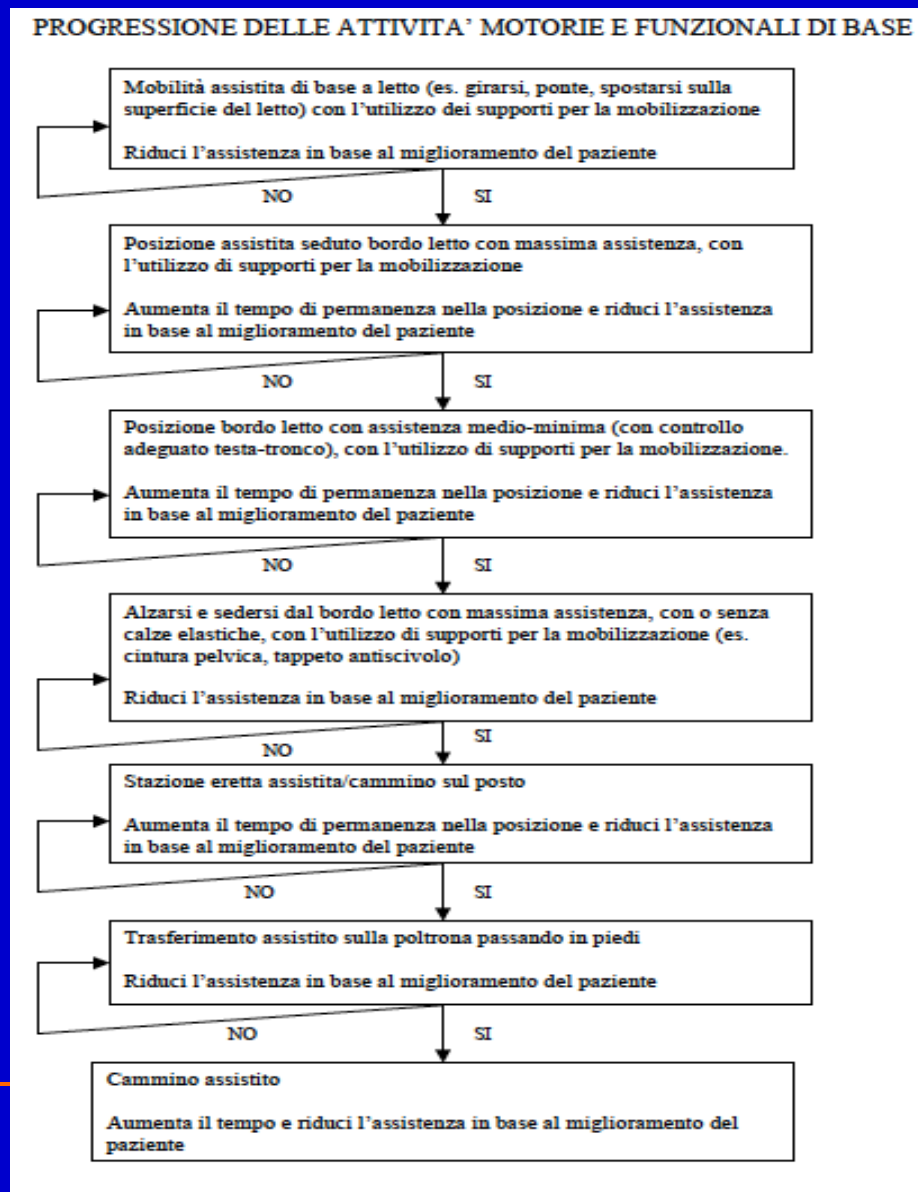 PROGRESSIONE DELLE ATTIVITA’ MOTORIE E FUNZIONALI DI BASE
Mobilità assistita di base a letto (es. girarsi, ponte, spostarsi sulla
superficie del letto) con l’utilizzo dei supporti per la mobilizzazione
Riduci l’assistenza in base al miglioramento del paziente
NO SI
Posizione assistita seduto bordo letto con massima assistenza, con
l’utilizzo di supporti per la mobilizzazione
Aumenta il tempo di permanenza nella posizione e riduci l’assistenza
in base al miglioramento del paziente
NO SI
Posizione bordo letto con assistenza medio-minima (con controllo
adeguato testa-tronco), con l’utilizzo di supporti per la mobilizzazione.
Aumenta il tempo di permanenza nella posizione e riduci l’assistenza
in base al miglioramento del paziente
NO SI
Alzarsi e sedersi dal bordo letto con massima assistenza, con o senza
calze elastiche, con l’utilizzo di supporti per la mobilizzazione (es.
cintura pelvica, tappeto antiscivolo)
Riduci l’assistenza in base al miglioramento del paziente
NO SI
Stazione eretta assistita/cammino sul posto
Aumenta il tempo di permanenza nella posizione e riduci l’assistenza
in base al miglioramento del paziente
NO SI
Trasferimento assistito sulla poltrona passando in piedi
Riduci l’assistenza in base al miglioramento del paziente
NO SI
Cammino assistito
Aumenta il tempo e riduci l’assistenza in base al miglioramento del
paziente